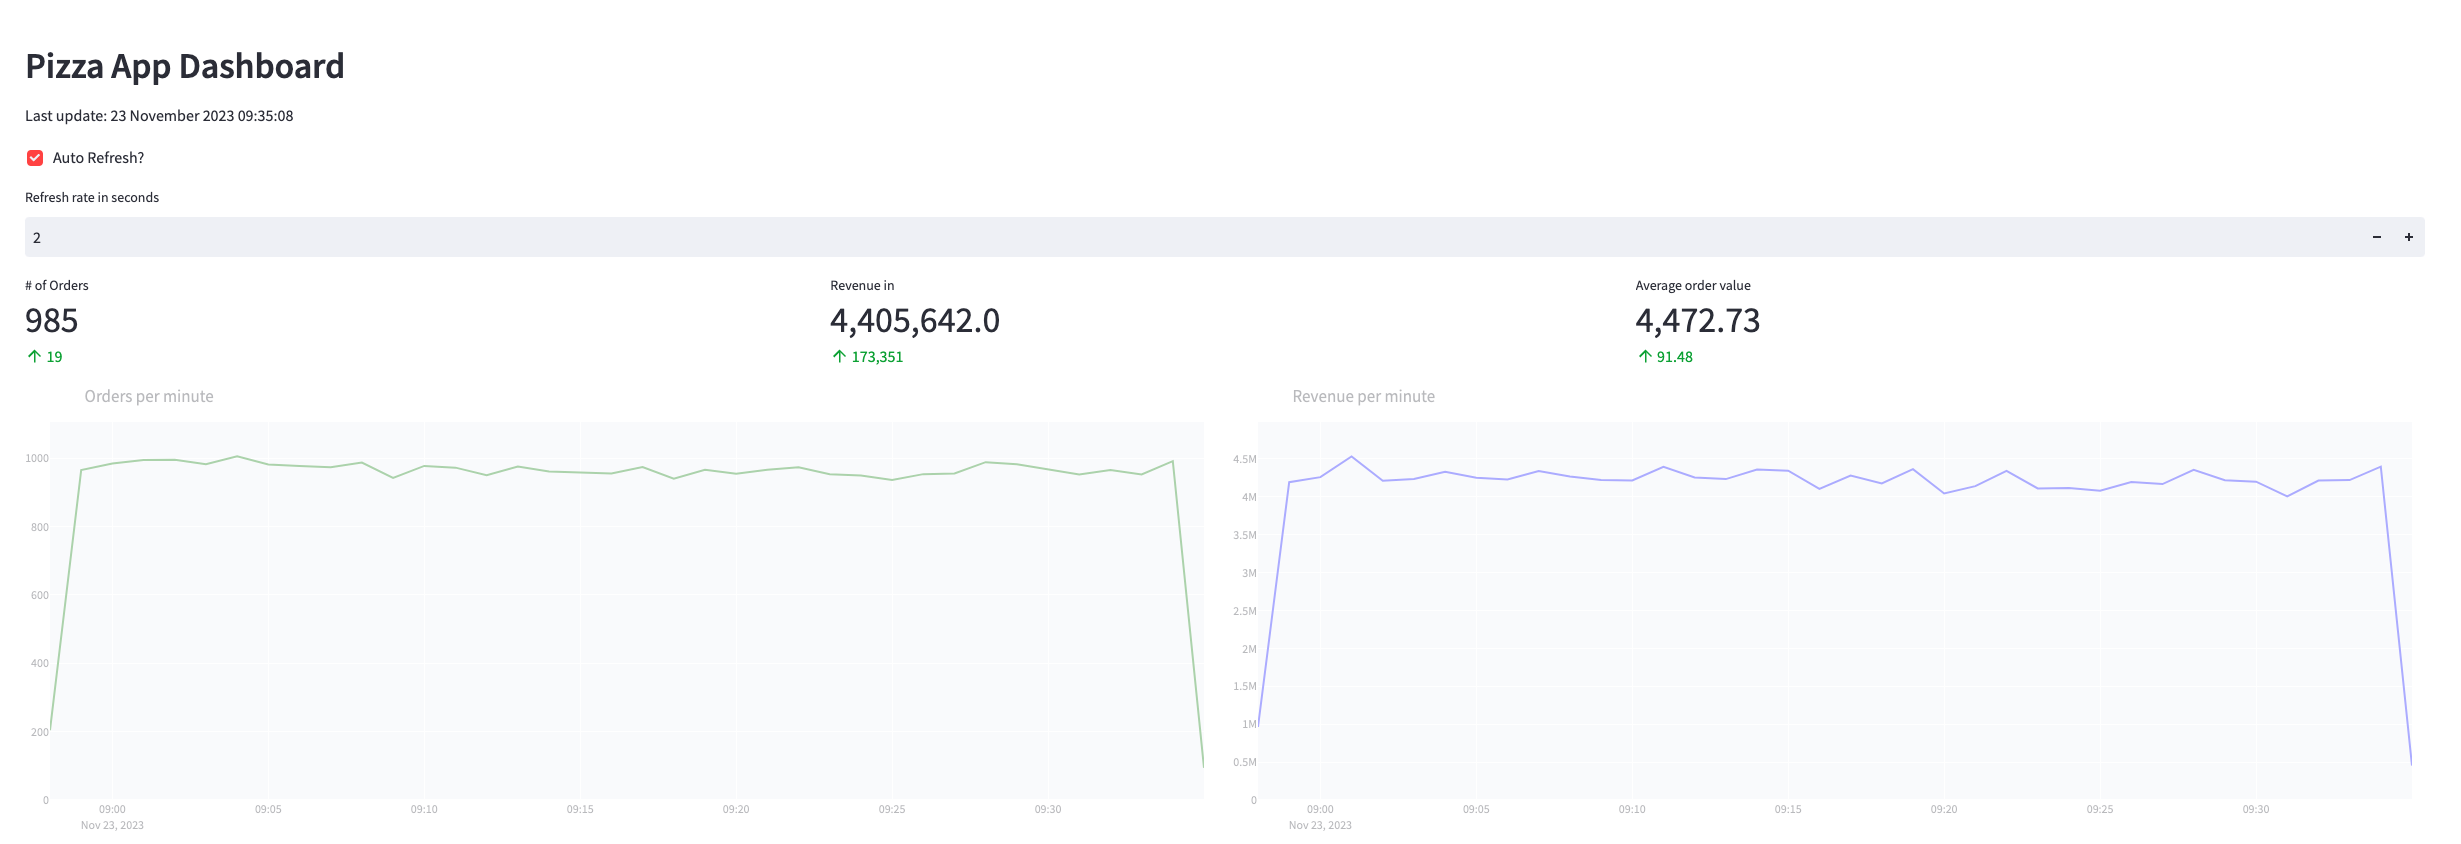 Pizza App Dashboard
Last update: 23 November 2023 09:35:08
Auto Refresh?
Refresh rate in seconds
2
# of Orders
985
19
Revenue in
4,405,642.0
173,351
Average order value
4,472.73
91.48
Orders per minute
1000
800
600
400
200
0
09:00 09:05 09:10 09:15 09:20 09:25 09:30
Nov 23, 2023
Revenue per minute
4.5M
4M
3.5M
3M
2.5M
2M
1.5M
1M
0.5M
0
09:00 09:05 09:10 09:15 09:20 09:25 09:30
Nov 23, 2023